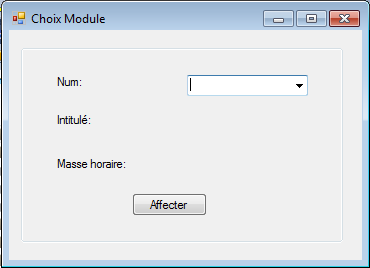 Choix Module
Num:
Intitulé:
Masse horaire:
Affecter